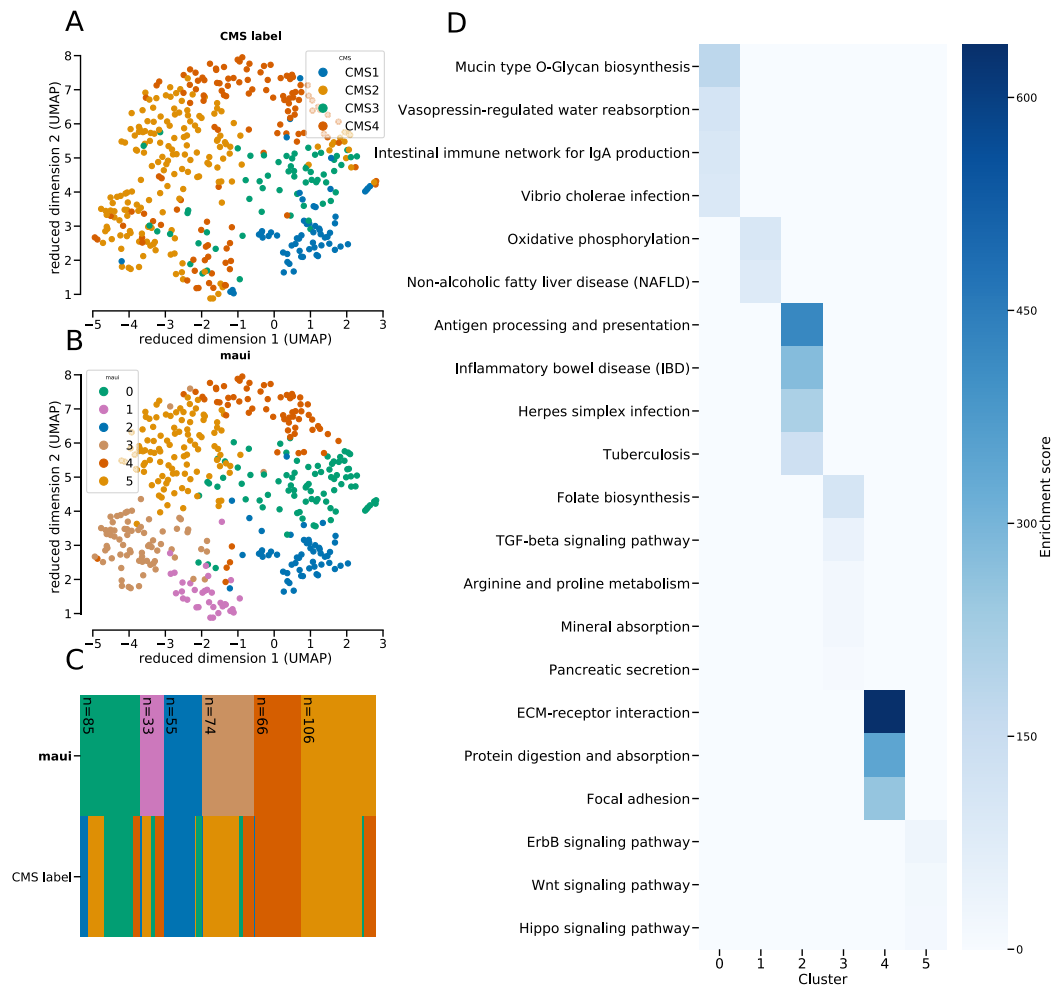 A
CMS label
8
7
6
5
4
3
2
1
reduced dimension 2 (UMAP)
CMS
CMS1
CMS2
CMS3
CMS4
−5 −4 −3 −2 −1 0 1 2 3
reduced dimension 1 (UMAP)
B
maui
8
7
6
5
4
3
2
1
reduced dimension 2 (UMAP)
maui
0
1
2
3
4
5
−5 −4 −3 −2 −1 0 1 2 3
reduced dimension 1 (UMAP)
C
maui
n=85
n=33
n=55
n=74
n=66
n=106
CMS label
D
Mucin type O-Glycan biosynthesis
Vasopressin-regulated water reabsorption
Intestinal immune network for IgA production
Vibrio cholerae infection
Oxidative phosphorylation
Non-alcoholic fatty liver disease (NAFLD)
Antigen processing and presentation
Inflammatory bowel disease (IBD)
Herpes simplex infection
Tuberculosis
Folate biosynthesis
TGF-beta signaling pathway
Arginine and proline metabolism
Mineral absorption
Pancreatic secretion
ECM-receptor interaction
Protein digestion and absorption
Focal adhesion
ErbB signaling pathway
Wnt signaling pathway
Hippo signaling pathway
0 1 2 3 4 5
Cluster
600
450
300
150
0
Enrichment score